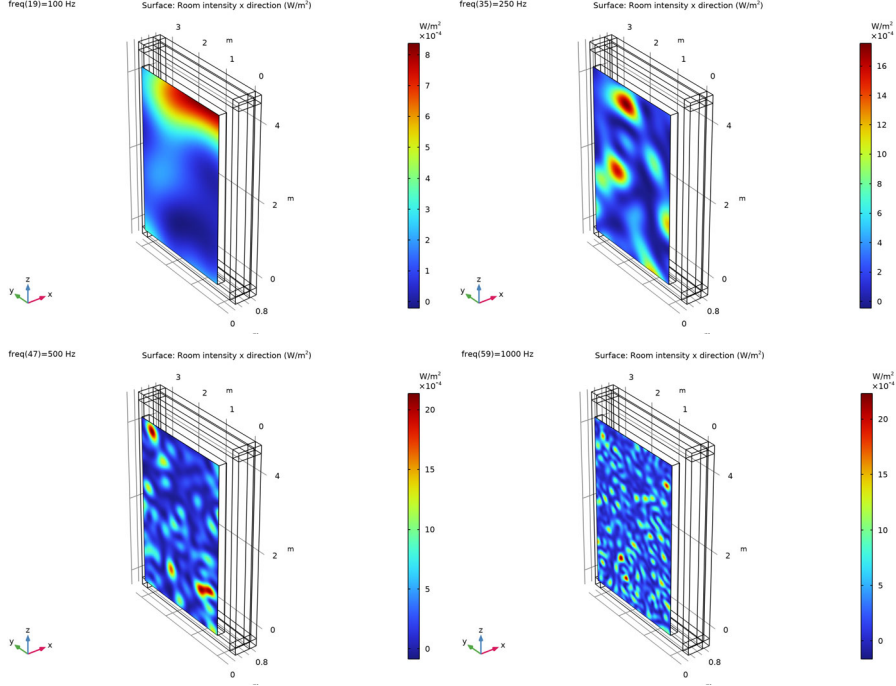 freq(19)=100 Hz
Surface: Room intensity x direction (W/m²)
W/m²
×10⁻⁴
3
2
m
1
0
4
m
2
0
0.8
0
8
7
6
5
4
3
2
1
0
z
y
x
freq(35)=250 Hz
Surface: Room intensity x direction (W/m²)
W/m²
×10⁻⁴
3
2
m
1
0
4
m
2
0
0.8
0
16
14
12
10
8
6
4
2
0
z
y
x
freq(47)=500 Hz
Surface: Room intensity x direction (W/m²)
W/m²
×10⁻⁴
3
2
m
1
0
4
m
2
0
0.8
0
20
15
10
5
0
z
y
x
freq(59)=1000 Hz
Surface: Room intensity x direction (W/m²)
W/m²
×10⁻⁴
3
2
m
1
0
4
m
2
0
0.8
0
20
15
10
5
0
z
y
x